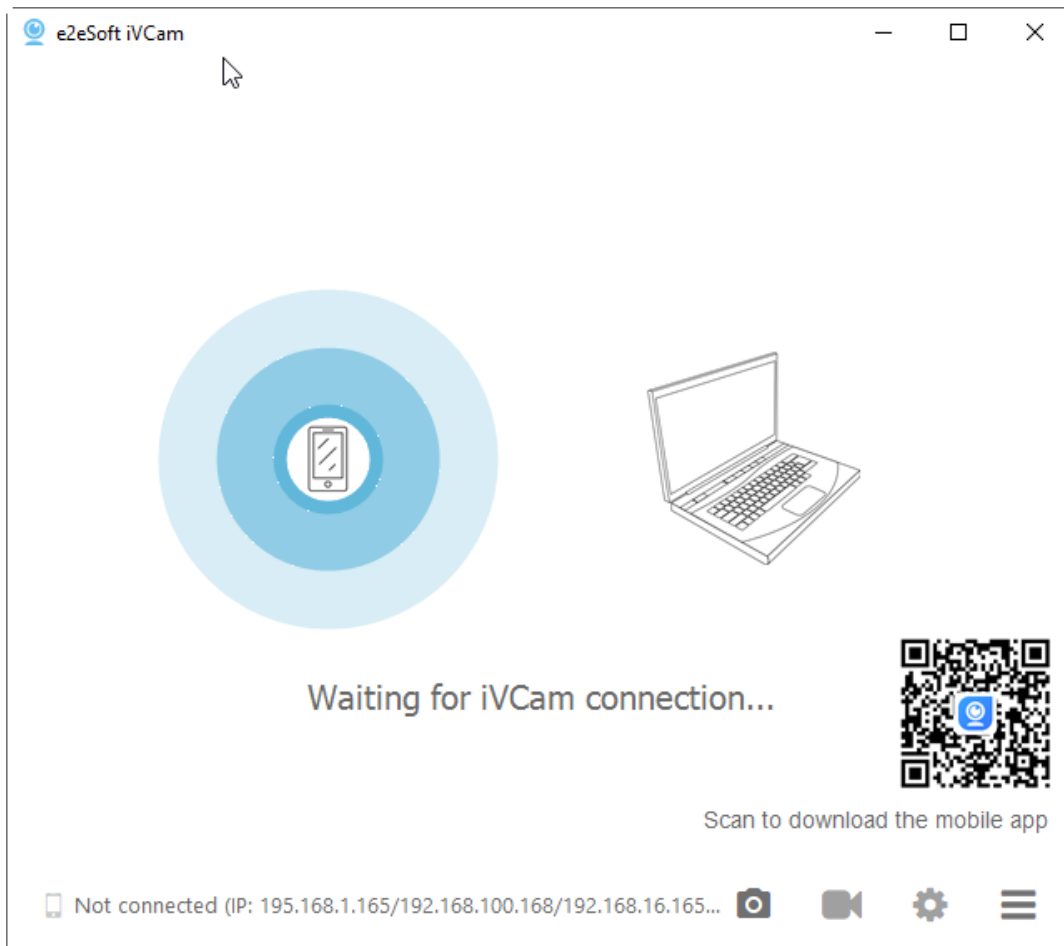 e2eSoft iVCam
Waiting for iVCam connection...
Scan to download the mobile app
Not connected (IP: 195.168.1.165/192.168.100.168/192.168.16.165...